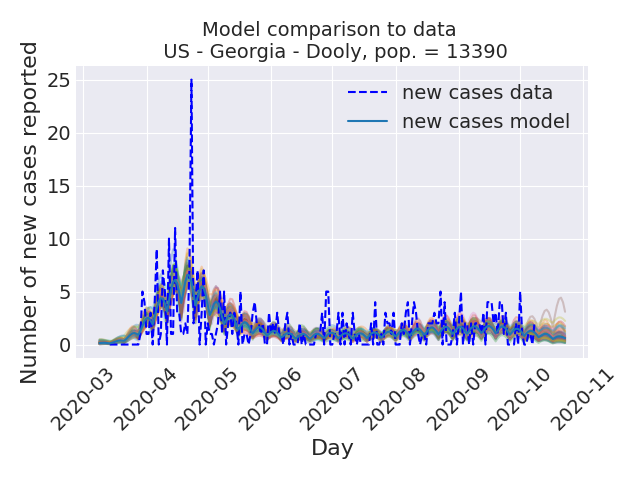 Model comparison to data
US - Georgia - Dooly, pop. = 13390
Number of new cases reported
25
20
15
10
5
0
new cases data
new cases model
2020-03
2020-04
2020-05
2020-06
2020-07
2020-08
2020-09
2020-10
2020-11
Day